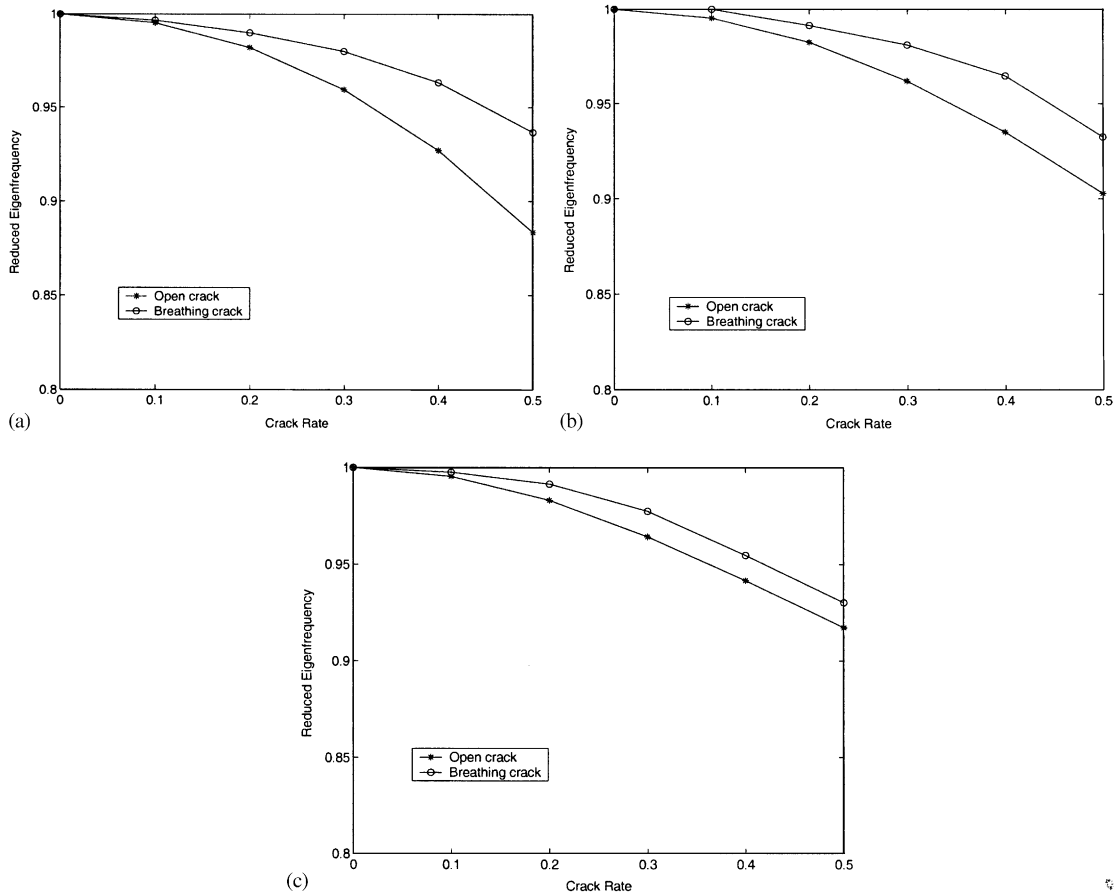 1
0.95
0.9
0.85
0.8
Reduced Eigenfrequency
Open crack
Breathing crack
0 0.1 0.2 0.3 0.4 0.5
Crack Rate
(a)
1
0.95
0.9
0.85
0.8
Reduced Eigenfrequency
Open crack
Breathing crack
0 0.1 0.2 0.3 0.4 0.5
Crack Rate
(b)
1
0.95
0.9
0.85
0.8
Reduced Eigenfrequency
Open crack
Breathing crack
0 0.1 0.2 0.3 0.4 0.5
Crack Rate
(c)